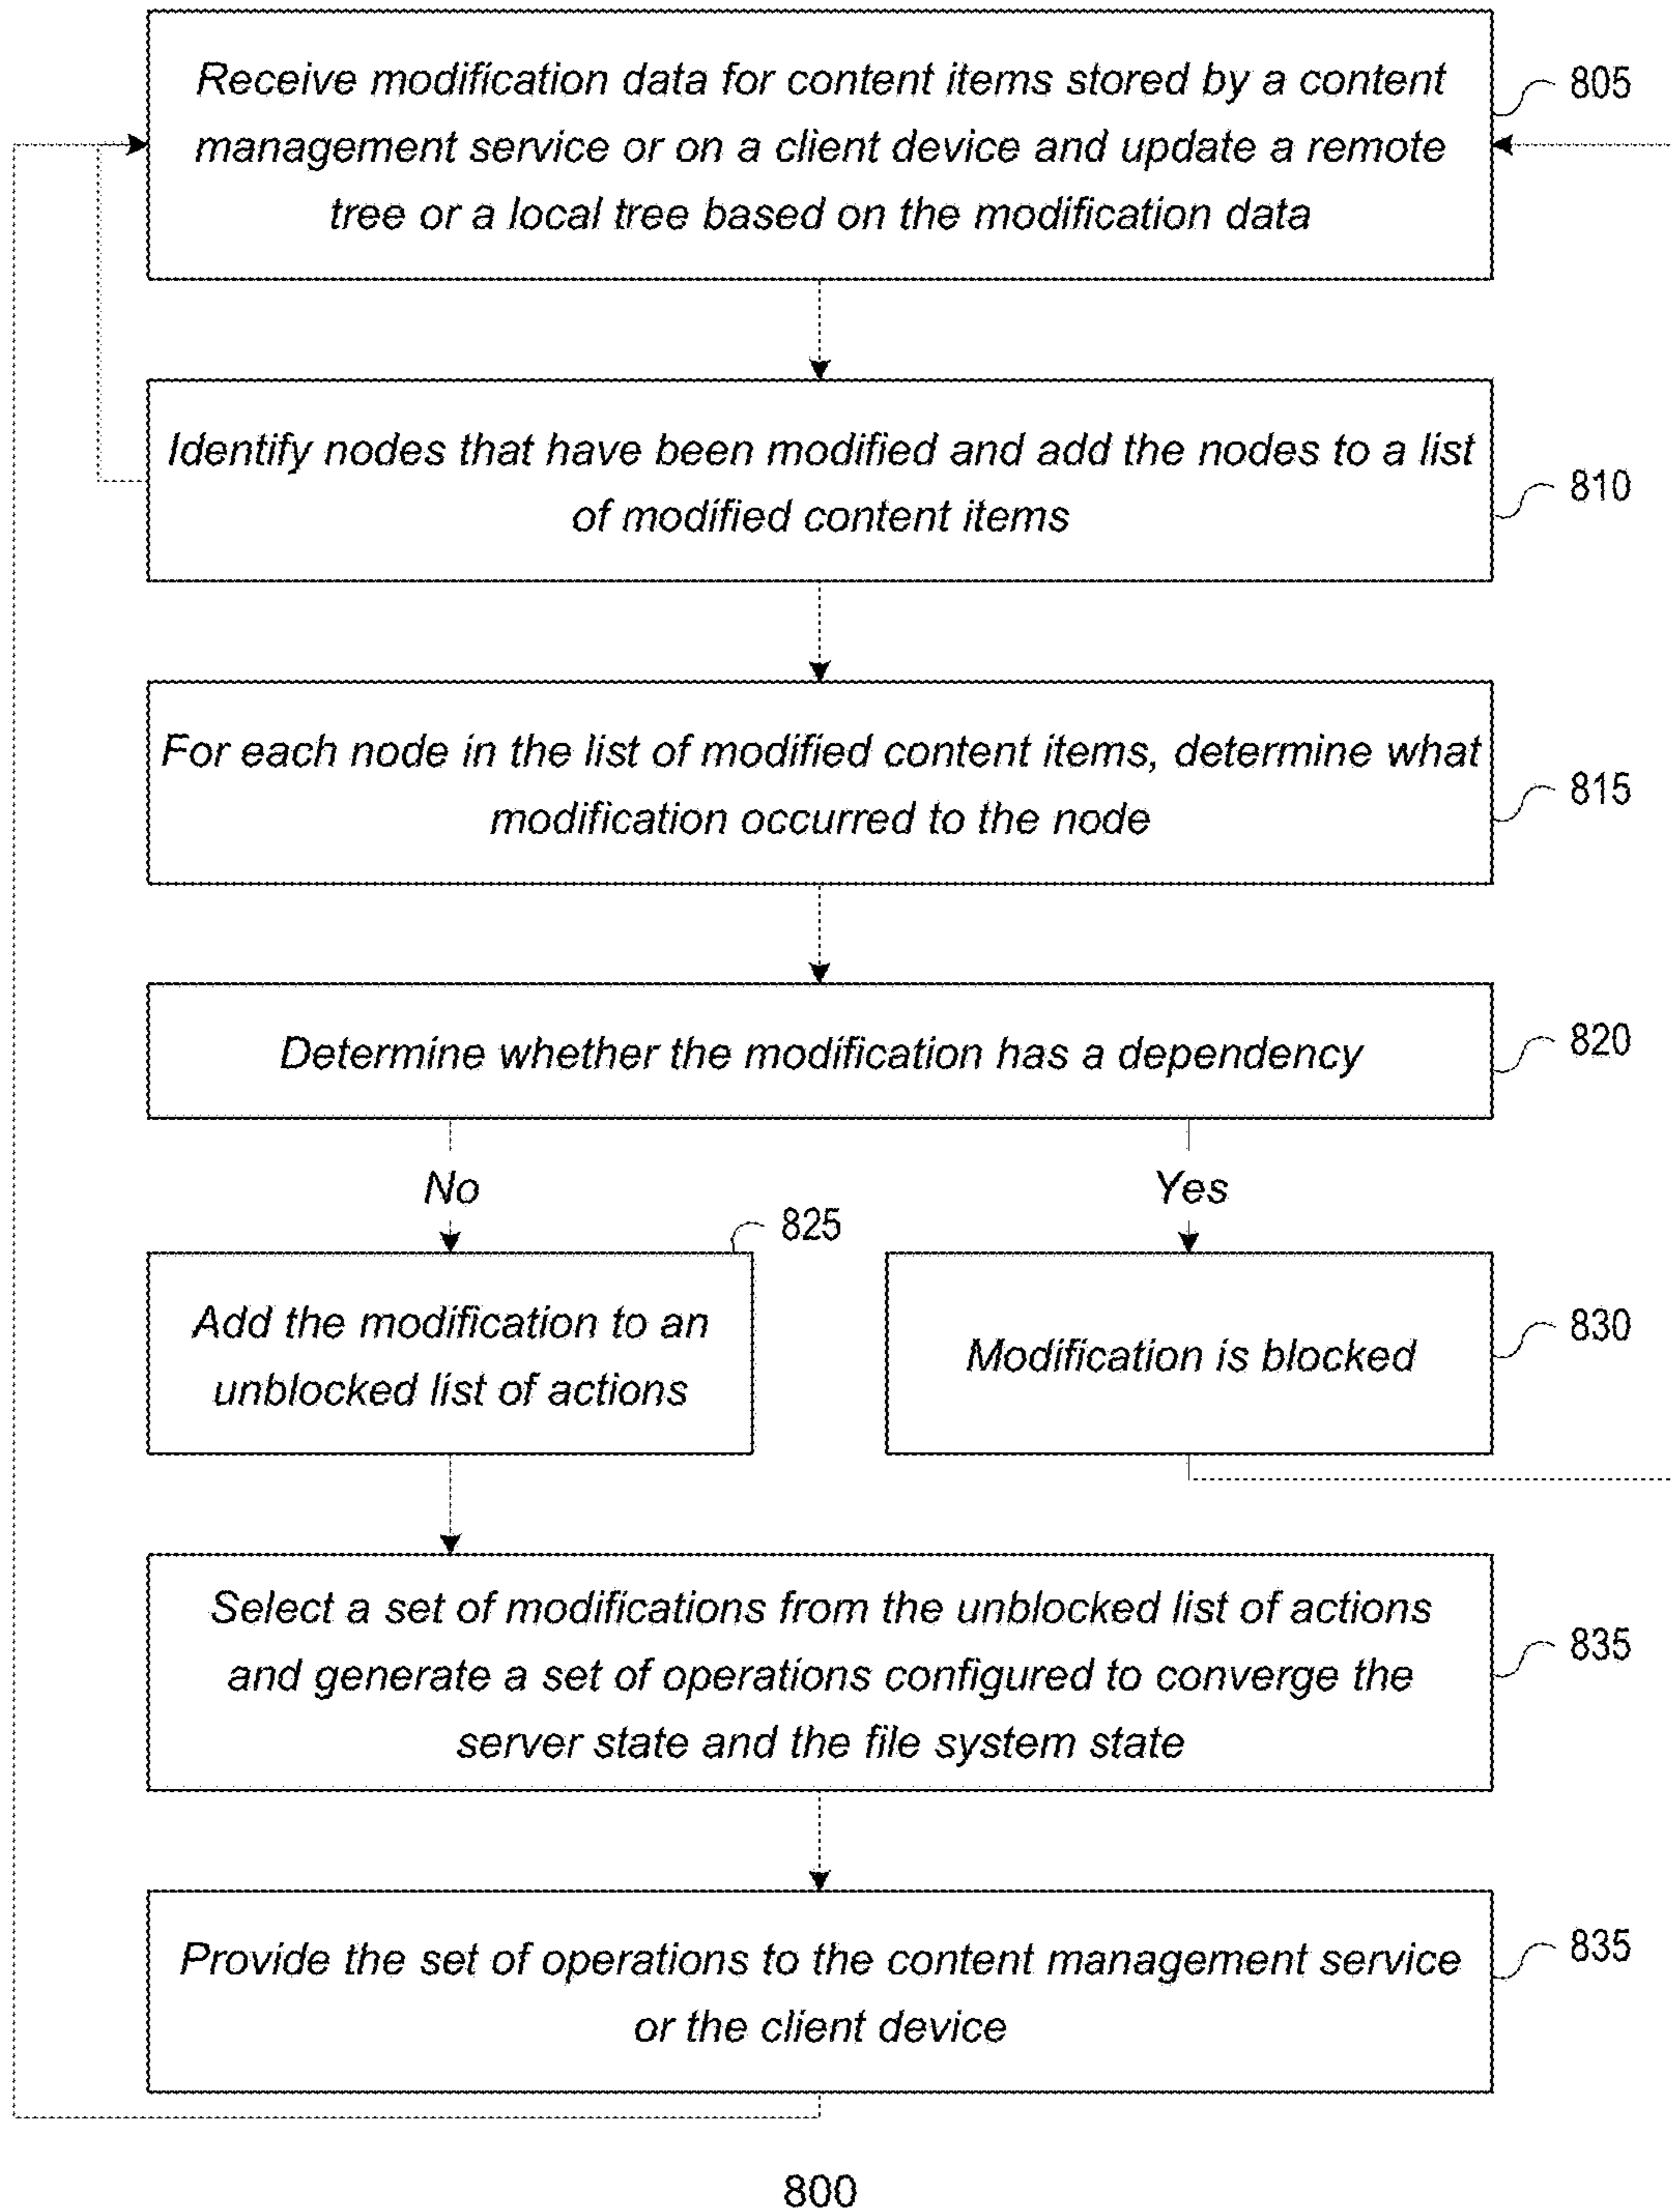 Receive modification data for content items stored by a content
management service or on a client device and update a remote
tree or a local tree based on the modification data
805
Identify nodes that have been modified and add the nodes to a list
of modified content items
810
For each node in the list of modified content items, determine what
modification occurred to the node
815
Determine whether the modification has a dependency
820
No
Yes
825
Add the modification to an
unblocked list of actions
Modification is blocked
830
Select a set of modifications from the unblocked list of actions
and generate a set of operations configured to converge the
server state and the file system state
835
Provide the set of operations to the content management service
or the client device
835
800